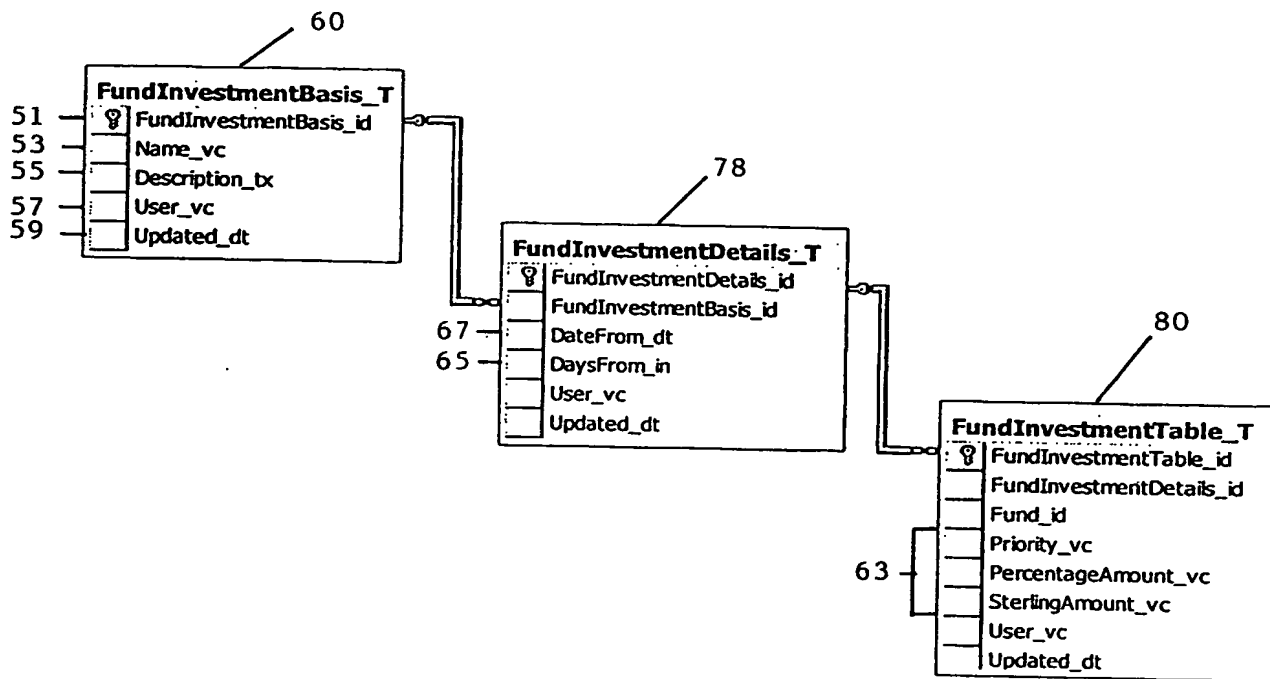 60
FundInvestmentBasis_T
51 FundInvestmentBasis_id
53 Name_vc
55 Description_tx
57 User_vc
59 Updated_dt
78
FundInvestmentDetails_T
FundInvestmentDetails_id
FundInvestmentBasis_id
67 DateFrom_dt
65 DaysFrom_in
User_vc
Updated_dt
80
FundInvestmentTable_T
FundInvestmentTable_id
FundInvestmentDetails_id
Fund_id
Priority_vc
63 PercentageAmount_vc
SterlingAmount_vc
User_vc
Updated_dt